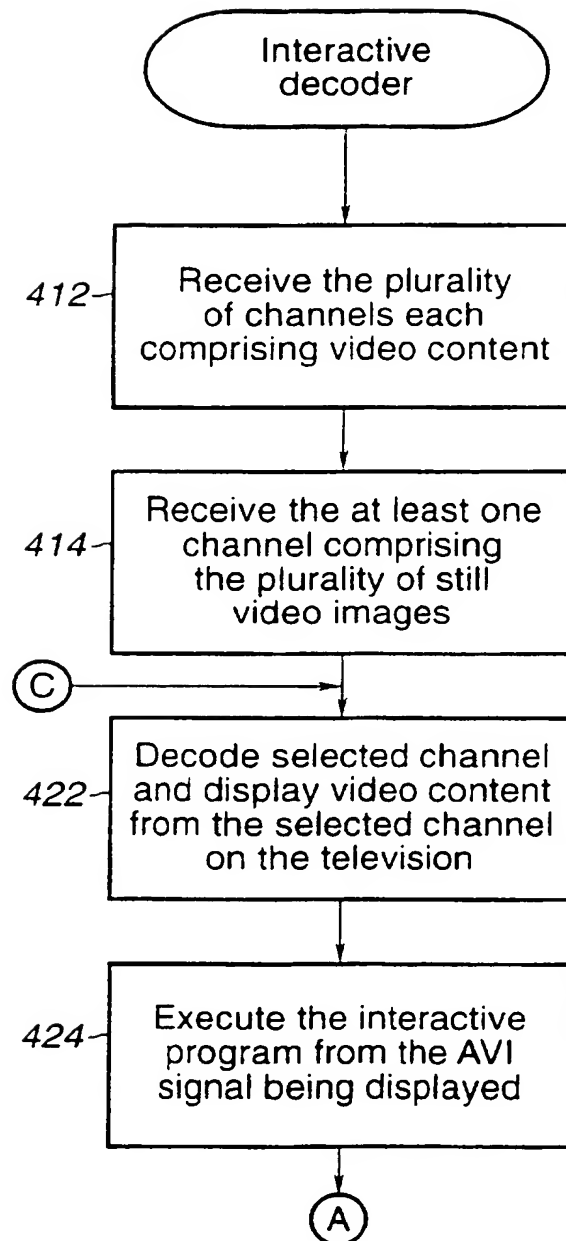 Interactive
decoder
412
Receive the plurality
of channels each
comprising video content
414
Receive the at least one
channel comprising
the plurality of still
video images
C
422
Decode selected channel
and display video content
from the selected channel
on the television
424
Execute the interactive
program from the AVI
signal being displayed
A